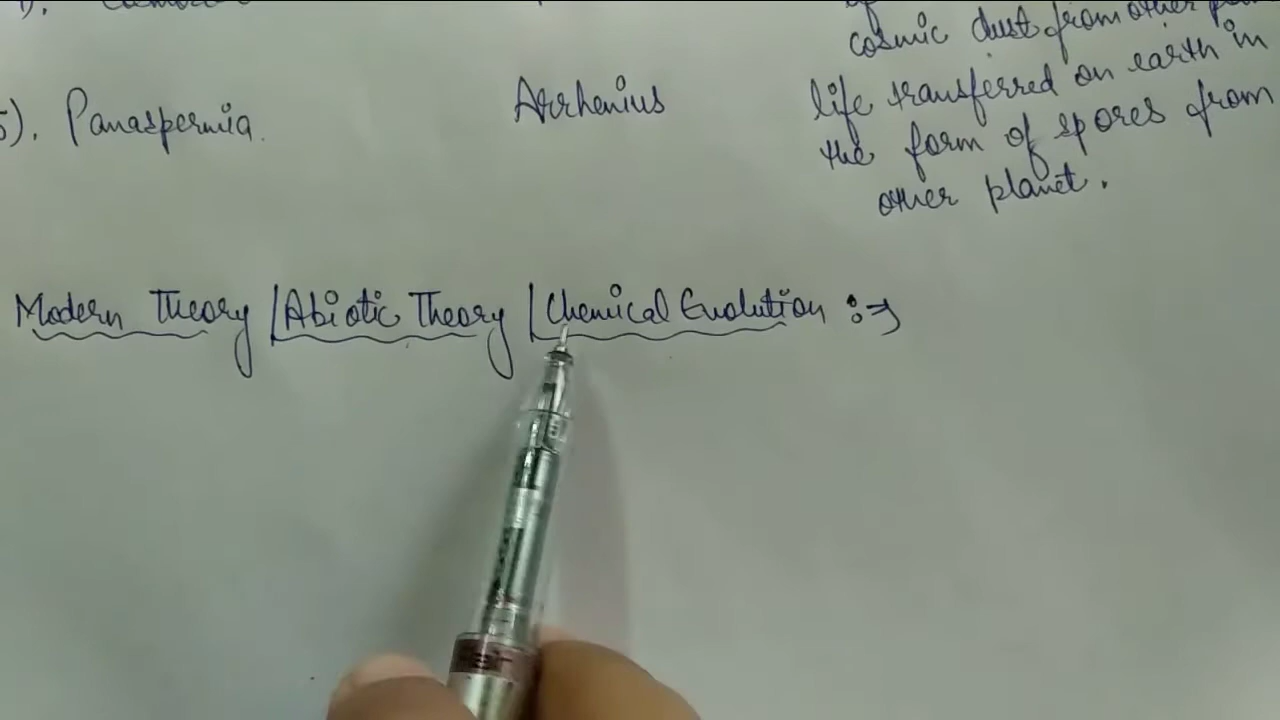 cosmic dust from other
5). Panaspermia. Arrhenius life transferred on earth in
the form of spores from
other planet.
Modern Theory | Abiotic Theory | Chemical Evolution :→